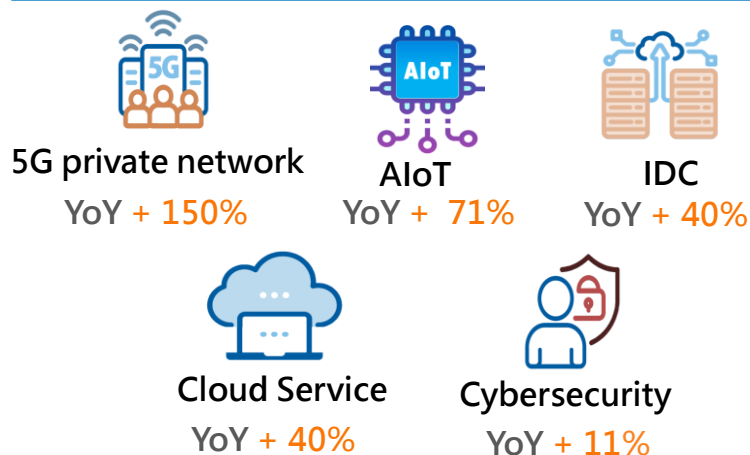 5G
AIoT
5G private network
AIoT
IDC
YoY + 150%
YoY + 71%
YoY + 40%
Cloud Service
Cybersecurity
YoY + 40%
YoY + 11%